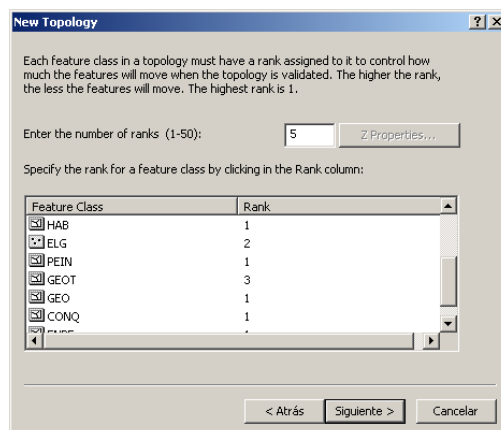 New Topology
Each feature class in a topology must have a rank assigned to it to control how
much the features will move when the topology is validated. The higher the rank,
the less the features will move. The highest rank is 1.
Enter the number of ranks (1-50): 5 Z Properties...
Specify the rank for a feature class by clicking in the Rank column:
Feature Class Rank
HAB 1
ELG 2
PEIN 1
GEOT 3
GEO 1
CONQ 1
< Atrás Siguiente > Cancelar